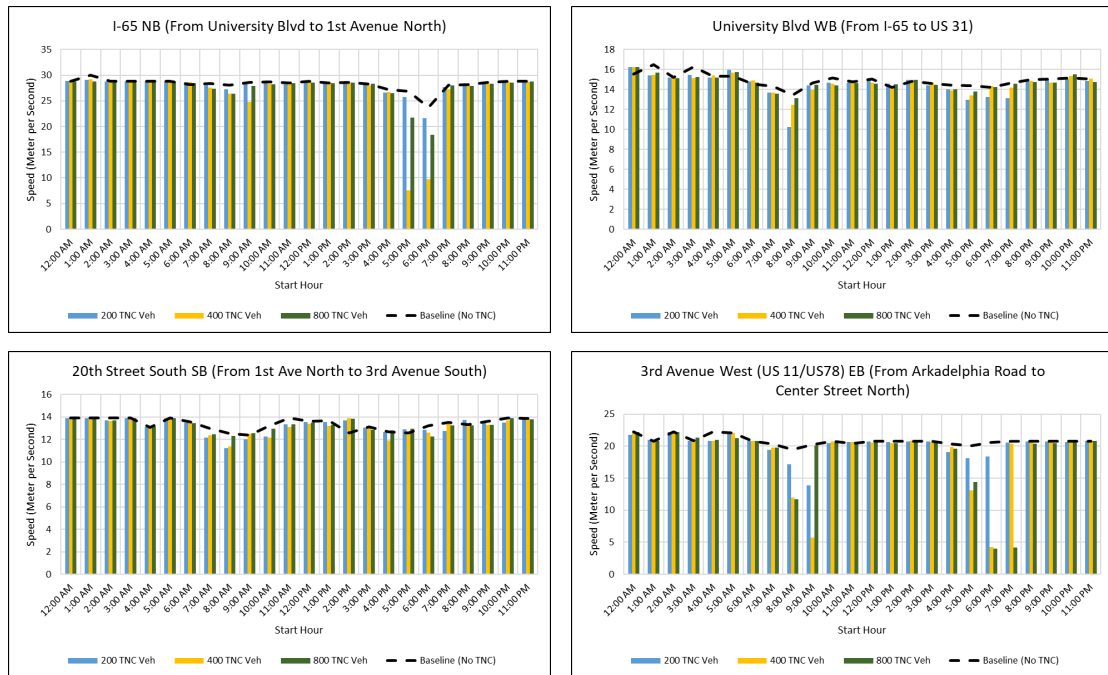 I-65 NB (From University Blvd to 1st Avenue North)
Speed (Meter per Second)
35
30
25
20
15
10
5
0
12:00 AM 1:00 AM 2:00 AM 3:00 AM 4:00 AM 5:00 AM 6:00 AM 7:00 AM 8:00 AM 9:00 AM 10:00 AM 11:00 AM 12:00 PM 1:00 PM 2:00 PM 3:00 PM 4:00 PM 5:00 PM 6:00 PM 7:00 PM 8:00 PM 9:00 PM 10:00 PM 11:00 PM
Start Hour
200 TNC Veh 400 TNC Veh 800 TNC Veh Baseline (No TNC)
University Blvd WB (From I-65 to US 31)
Speed (Meter per Second)
18
16
14
12
10
8
6
4
2
0
12:00 AM 1:00 AM 2:00 AM 3:00 AM 4:00 AM 5:00 AM 6:00 AM 7:00 AM 8:00 AM 9:00 AM 10:00 AM 11:00 AM 12:00 PM 1:00 PM 2:00 PM 3:00 PM 4:00 PM 5:00 PM 6:00 PM 7:00 PM 8:00 PM 9:00 PM 10:00 PM 11:00 PM
Start Hour
200 TNC Veh 400 TNC Veh 800 TNC Veh Baseline (No TNC)
20th Street South SB (From 1st Ave North to 3rd Avenue South)
Speed (Meter per Second)
16
14
12
10
8
6
4
2
0
12:00 AM 1:00 AM 2:00 AM 3:00 AM 4:00 AM 5:00 AM 6:00 AM 7:00 AM 8:00 AM 9:00 AM 10:00 AM 11:00 AM 12:00 PM 1:00 PM 2:00 PM 3:00 PM 4:00 PM 5:00 PM 6:00 PM 7:00 PM 8:00 PM 9:00 PM 10:00 PM 11:00 PM
Start Hour
200 TNC Veh 400 TNC Veh 800 TNC Veh Baseline (No TNC)
3rd Avenue West (US 11/US78) EB (From Arkadelphia Road to
Center Street North)
Speed (Meter per Second)
25
20
15
10
5
0
12:00 AM 1:00 AM 2:00 AM 3:00 AM 4:00 AM 5:00 AM 6:00 AM 7:00 AM 8:00 AM 9:00 AM 10:00 AM 11:00 AM 12:00 PM 1:00 PM 2:00 PM 3:00 PM 4:00 PM 5:00 PM 6:00 PM 7:00 PM 8:00 PM 9:00 PM 10:00 PM 11:00 PM
Start Hour
200 TNC Veh 400 TNC Veh 800 TNC Veh Baseline (No TNC)